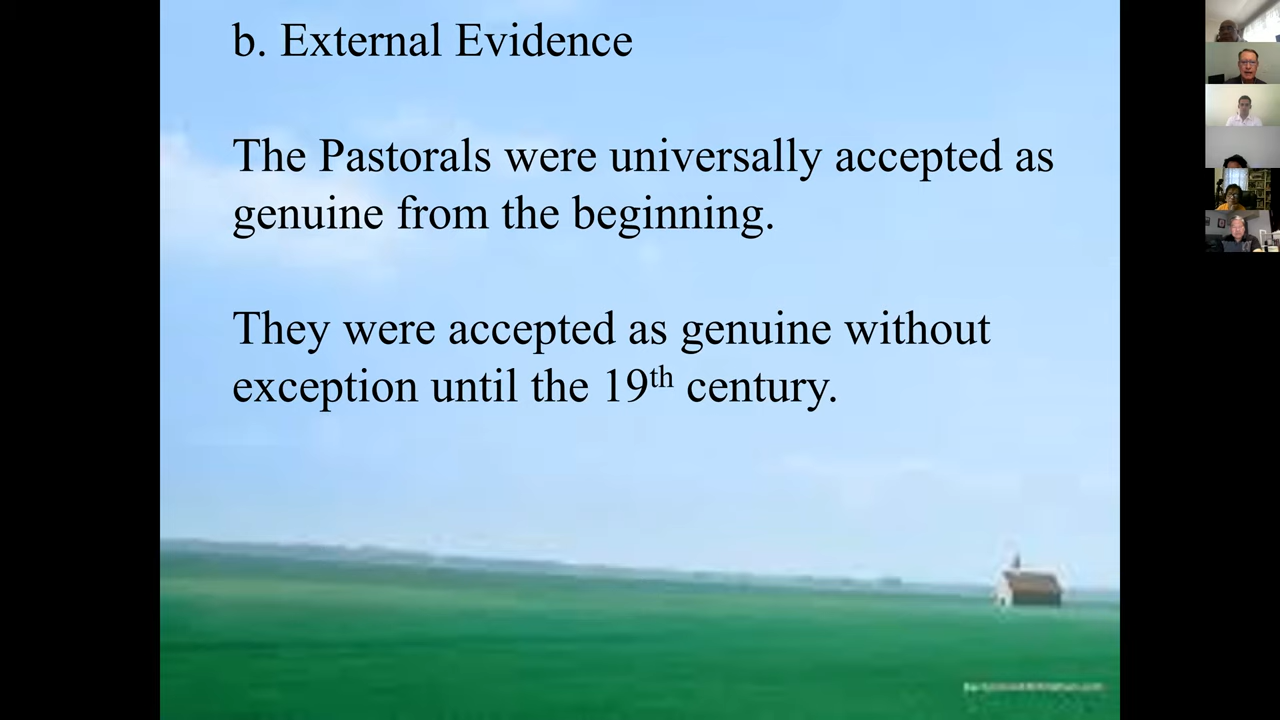 b. External Evidence
The Pastorals were universally accepted as
genuine from the beginning.
They were accepted as genuine without
exception until the 19th century.